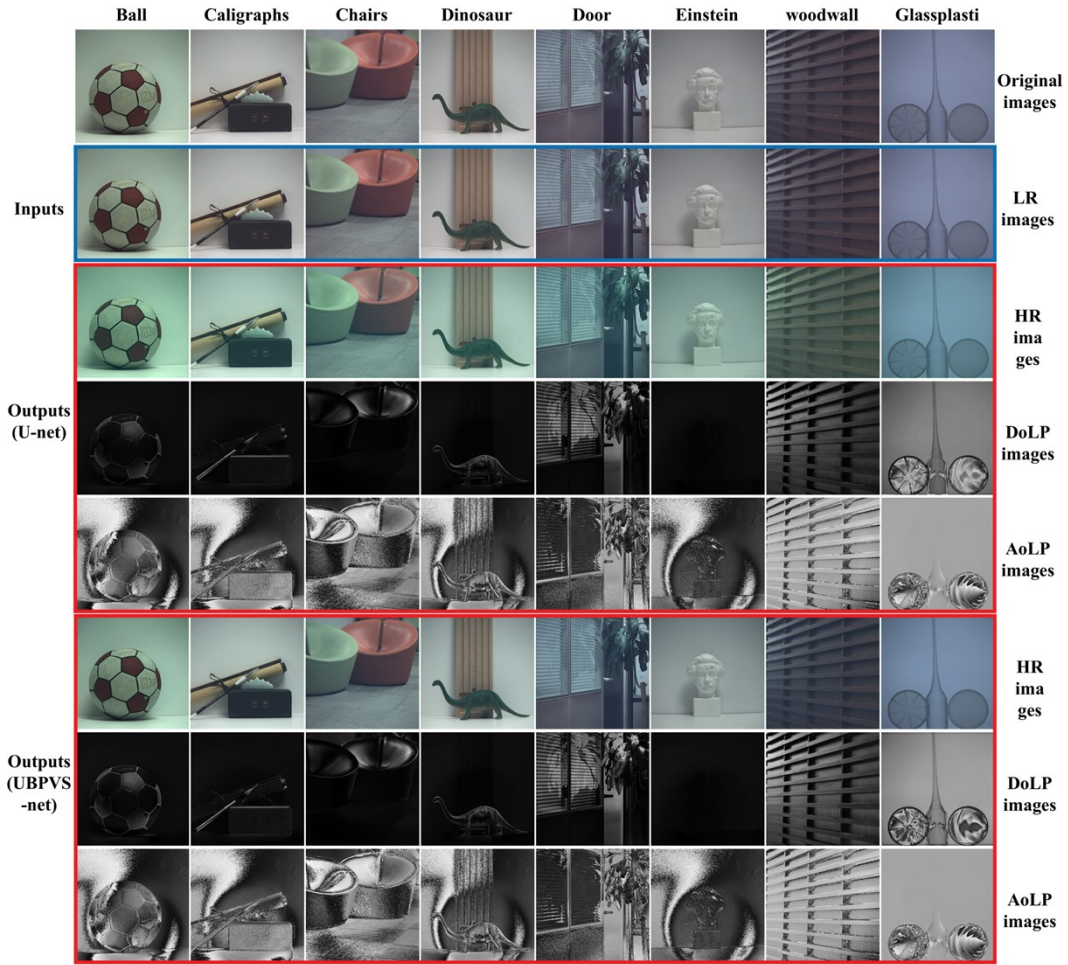 Ball Caligraphs Chairs Dinosaur Door Einstein woodwall Glassplasti
Original
images
Inputs
LR
images
HR
ima
ges
Outputs
(U-net)
DoLP
images
AoLP
images
HR
ima
ges
Outputs
(UBPVS
-net)
DoLP
images
AoLP
images